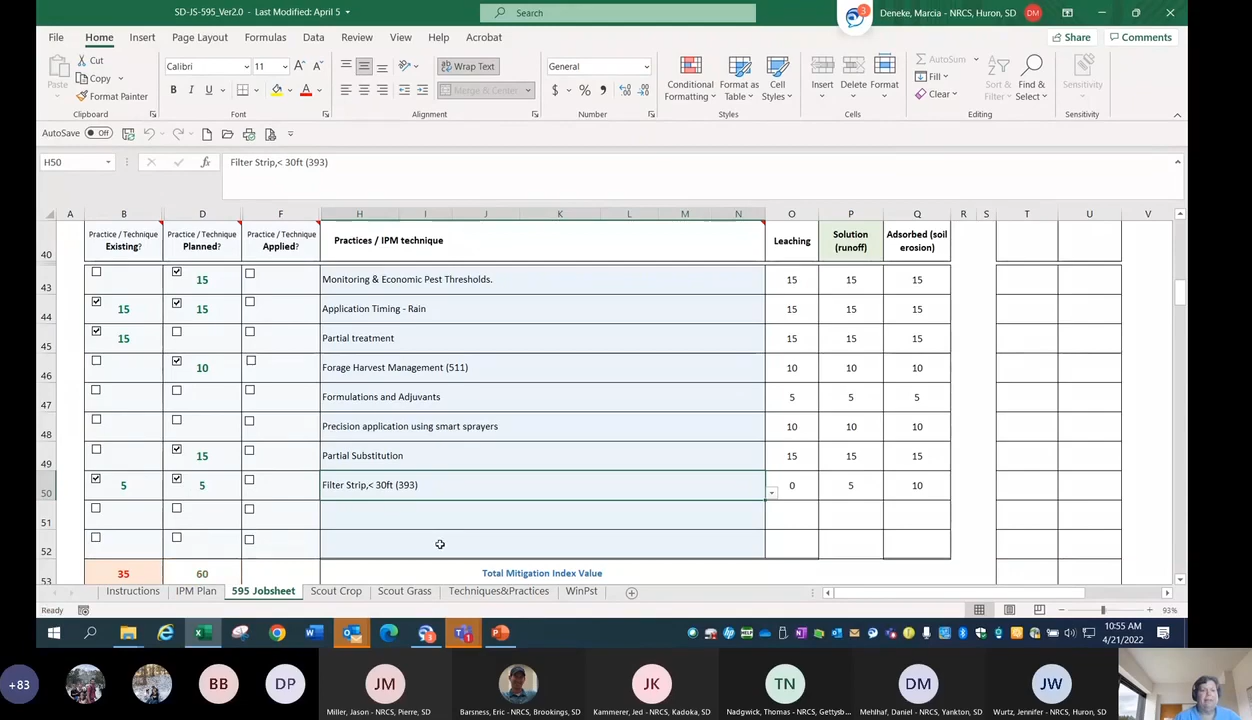 SD-JS-595_Ver2.0 - Last Modified: April 5
Search
3
Deneke, Marcia - NRCS, Huron, SD
DM
File Home Insert Page Layout Formulas Data Review View Help Acrobat
Share Comments
Paste
Cut
Copy
Format Painter
Clipboard
Calibri 11
B I U
Font
Wrap Text
Merge & Center
Alignment
General
$ % ,
Number
Conditional Formatting
Format as Table
Cell Styles
Styles
Insert Delete Format
Cells
AutoSum
Fill
Clear
Sort & Filter
Find & Select
Editing
Sensitivity
Sensitivity
AutoSave Off
H50 fx Filter Strip,< 30ft (393)
A B D F H I J K L M N O P Q R S T U V
40 Practice / Technique Existing? Practice / Technique Planned? Practice / Technique Applied? Practices / IPM technique Leaching Solution (runoff) Adsorbed (soil erosion)
43 15 Monitoring & Economic Pest Thresholds. 15 15 15
44 15 15 Application Timing - Rain 15 15 15
45 15 Partial treatment 15 15 15
46 10 Forage Harvest Management (511) 10 10 10
47 Formulations and Adjuvants 5 5 5
48 Precision application using smart sprayers 10 10 10
49 15 Partial Substitution 15 15 15
50 5 5 Filter Strip,< 30ft (393) 0 5 10
51
52
53 35 60 Total Mitigation Index Value
Instructions IPM Plan 595 Jobsheet Scout Crop Scout Grass Techniques&Practices WinPst
Ready 93%
10:55 AM
4/21/2022
+83
BB
DP
JM
Miller, Jason - NRCS, Pierre, SD
Barsness, Eric - NRCS, Brookings, SD
JK
Kammerer, Jed - NRCS, Kadoka, SD
TN
Nadgwick, Thomas - NRCS, Gettysb...
DM
Mehlhaf, Daniel - NRCS, Yankton, SD
JW
Wurtz, Jennifer - NRCS, Huron, SD